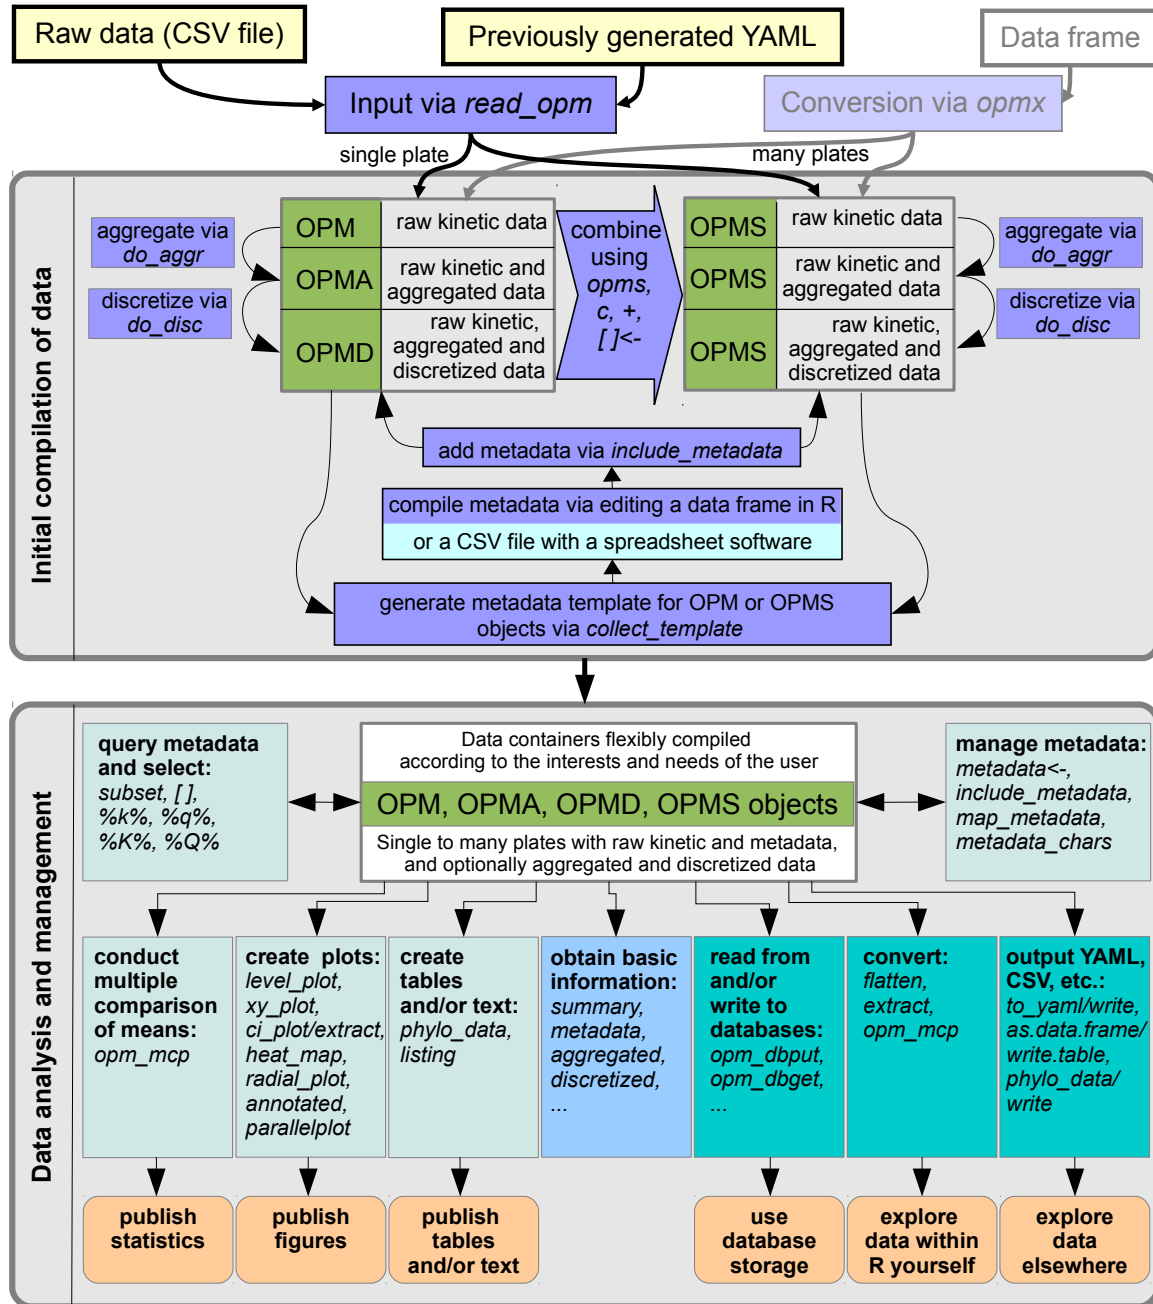 Raw data (CSV file)
Previously generated YAML
Data frame
Input via read_opm
Conversion via opmx
single plate
many plates
Initial compilation of data
aggregate via
do_aggr
discretize via
do_disc
OPM
raw kinetic data
OPMA
raw kinetic and
aggregated data
OPMD
raw kinetic,
aggregated and
discretized data
combine
using
opms,
c, +,
[ ]<-
OPMS
raw kinetic data
OPMS
raw kinetic and
aggregated data
OPMS
raw kinetic,
aggregated and
discretized data
aggregate via
do_aggr
discretize via
do_disc
add metadata via include_metadata
compile metadata via editing a data frame in R
or a CSV file with a spreadsheet software
generate metadata template for OPM or OPMS
objects via collect_template
Data analysis and management
query metadata
and select:
subset, [ ],
%k%, %q%,
%K%, %Q%
Data containers flexibly compiled
according to the interests and needs of the user
OPM, OPMA, OPMD, OPMS objects
Single to many plates with raw kinetic and metadata,
and optionally aggregated and discretized data
manage metadata:
metadata<-,
include_metadata,
map_metadata,
metadata_chars
conduct
multiple
comparison
of means:
opm_mcp
create plots:
level_plot,
xy_plot,
ci_plot/extract,
heat_map,
radial_plot,
annotated,
parallelplot
create
tables
and/or text:
phylo_data,
listing
obtain basic
information:
summary,
metadata,
aggregated,
discretized,
...
read from
and/or
write to
databases:
opm_dbput,
opm_dbget,
...
convert:
flatten,
extract,
opm_mcp
output YAML,
CSV, etc.:
to_yaml/write,
as.data.frame/
write.table,
phylo_data/
write
publish
statistics
publish
figures
publish
tables
and/or text
use
database
storage
explore
data within
R yourself
explore
data
elsewhere